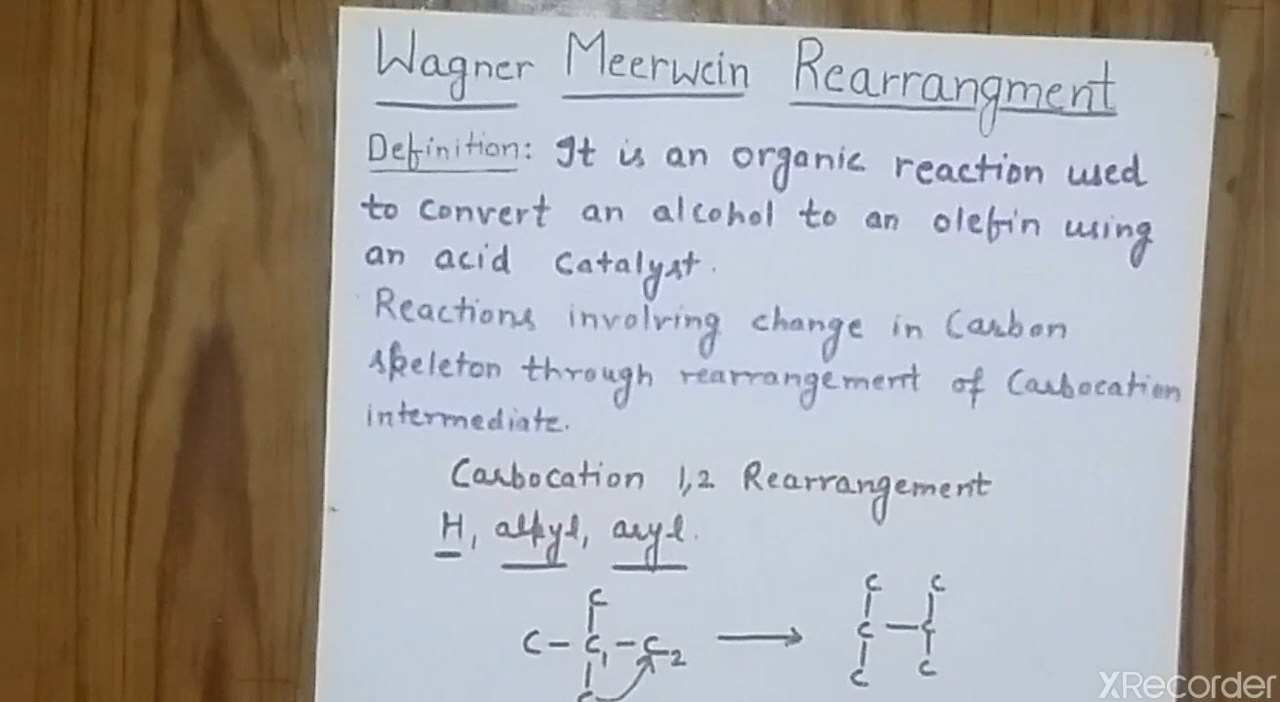 Wagner Meerwein Rearrangment
Definition: It is an organic reaction used
to convert an alcohol to an olefin using
an acid catalyst.
Reactions involving change in Carbon
skeleton through rearrangement of Carbocation
intermediate.
Carbocation 1,2 Rearrangement
H, alkyl, aryl.
C C C
C - C1 - C2 → C - C
C C C
XRecorder